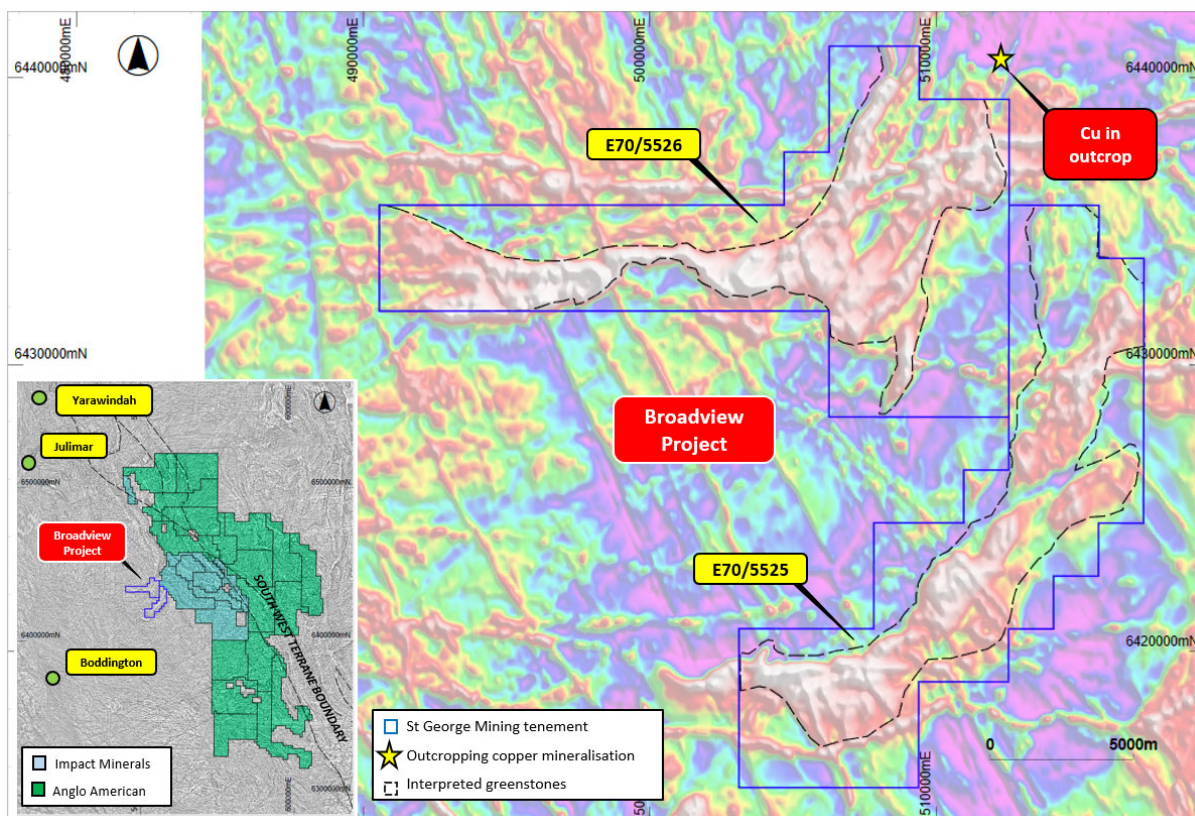 490000mE
500000mE
510000mE
6440000mN
6440000mN
E70/5526
Cu in
outcrop
6430000mN
6430000mN
Broadview
Project
E70/5525
6420000mN
510000mE
0
5000m
Yarawindah
Julimar
600000mE
6500000mN
6500000mN
Broadview
Project
SOUTH WEST TERRANE BOUNDARY
6400000mN
6400000mN
Boddington
Impact Minerals
Anglo American
St George Mining tenement
Outcropping copper mineralisation
Interpreted greenstones